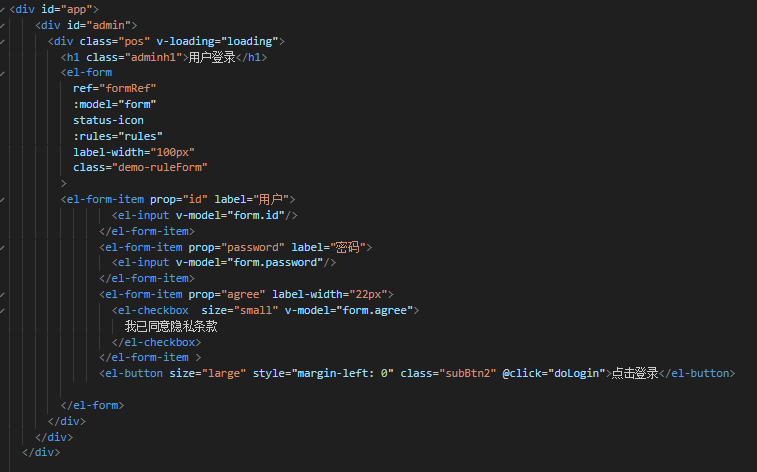 <div id="app">
<div id="admin">
<div class="pos" v-loading="loading">
<h1 class="adminh1">用户登录</h1>
<el-form
ref="formRef"
:model="form"
status-icon
:rules="rules"
label-width="100px"
class="demo-ruleForm"
>
<el-form-item prop="id" label="用户">
<el-input v-model="form.id"/>
</el-form-item>
<el-form-item prop="password" label="密码">
<el-input v-model="form.password"/>
</el-form-item>
<el-form-item prop="agree" label-width="22px">
<el-checkbox  size="small" v-model="form.agree">
我已同意隐私条款
</el-checkbox>
</el-form-item >
<el-button size="large" style="margin-left: 0" class="subBtn2" @click="doLogin">点击登录</el-button>
</el-form>
</div>
</div>
</div>